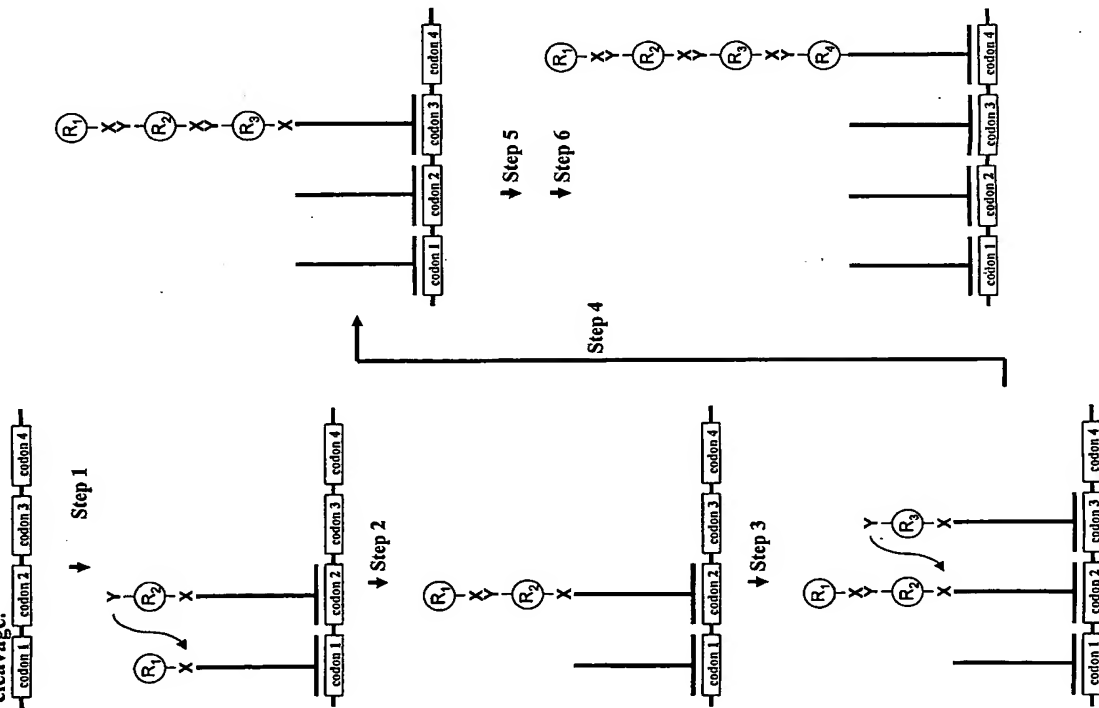 cleavage.
codon 1 codon 2 codon 3 codon 4
Step 1
R1 Y
X R2
X
codon 1 codon 2 codon 3 codon 4
Step 2
R1
X Y
R2
X
codon 1 codon 2 codon 3 codon 4
Step 3
R1 Y
X Y R3
R2 X
X
codon 1 codon 2 codon 3 codon 4
Step 4
R1
X Y
R2
X Y
R3
X
codon 1 codon 2 codon 3 codon 4
Step 5
Step 6
R1
X Y
R2
X Y
R3
X Y
R4
codon 1 codon 2 codon 3 codon 4